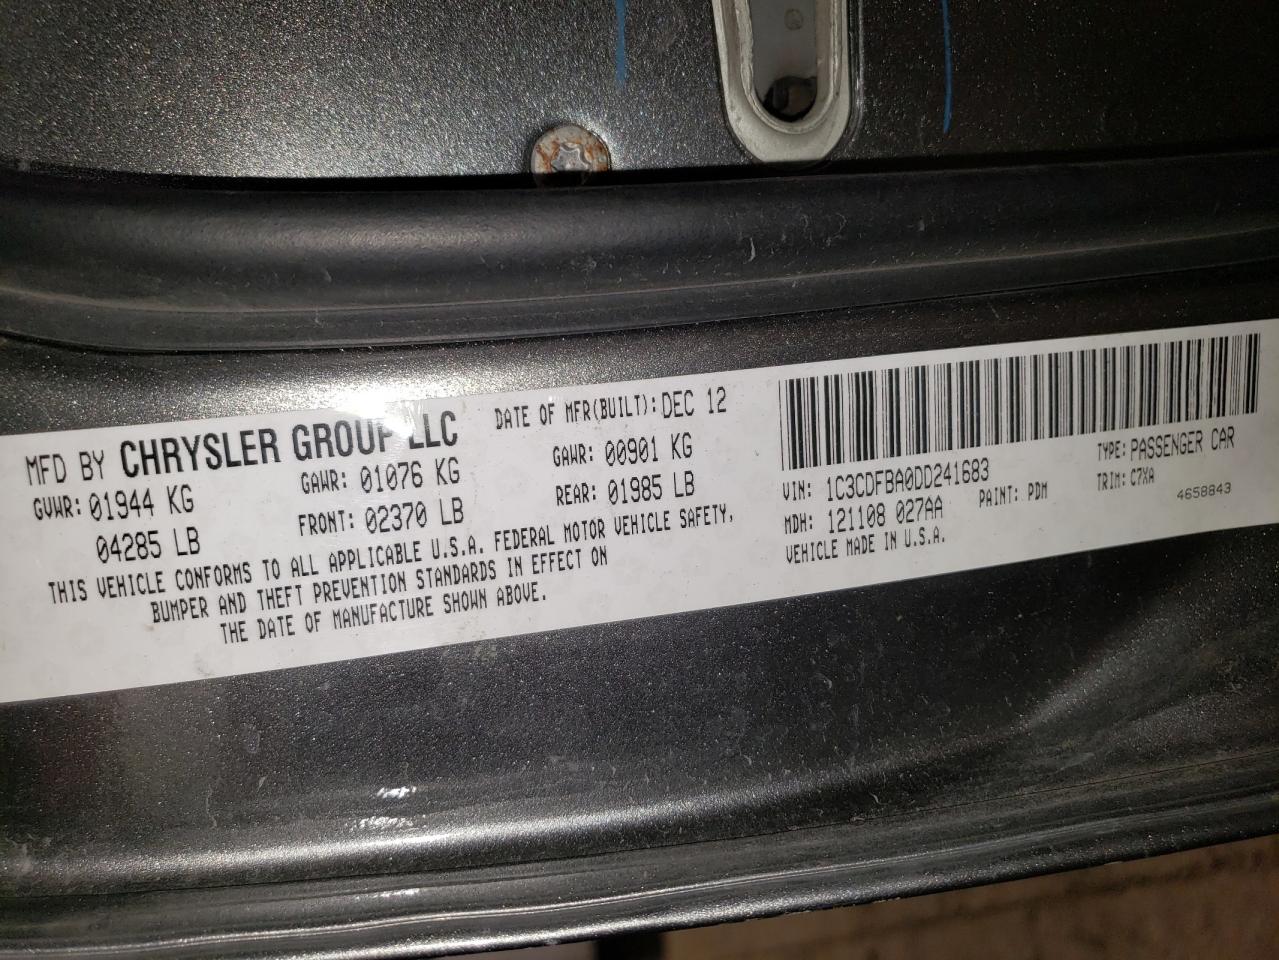 MFD BY CHRYSLER GROUP LLC
DATE OF MFR(BUILT): DEC 12
GVWR: 01944 KG
04285 LB
GAWR: 01076 KG
FRONT: 02370 LB
GAWR: 00901 KG
REAR: 01985 LB
THIS VEHICLE CONFORMS TO ALL APPLICABLE U.S.A. FEDERAL MOTOR VEHICLE SAFETY,
BUMPER AND THEFT PREVENTION STANDARDS IN EFFECT ON
THE DATE OF MANUFACTURE SHOWN ABOVE.
VIN: 1C3CDFBA0DD241683
TYPE: PASSENGER CAR
MDH: 121108 027AA
PAINT: PDM
TRIM: C7XA
VEHICLE MADE IN U.S.A.
4658843